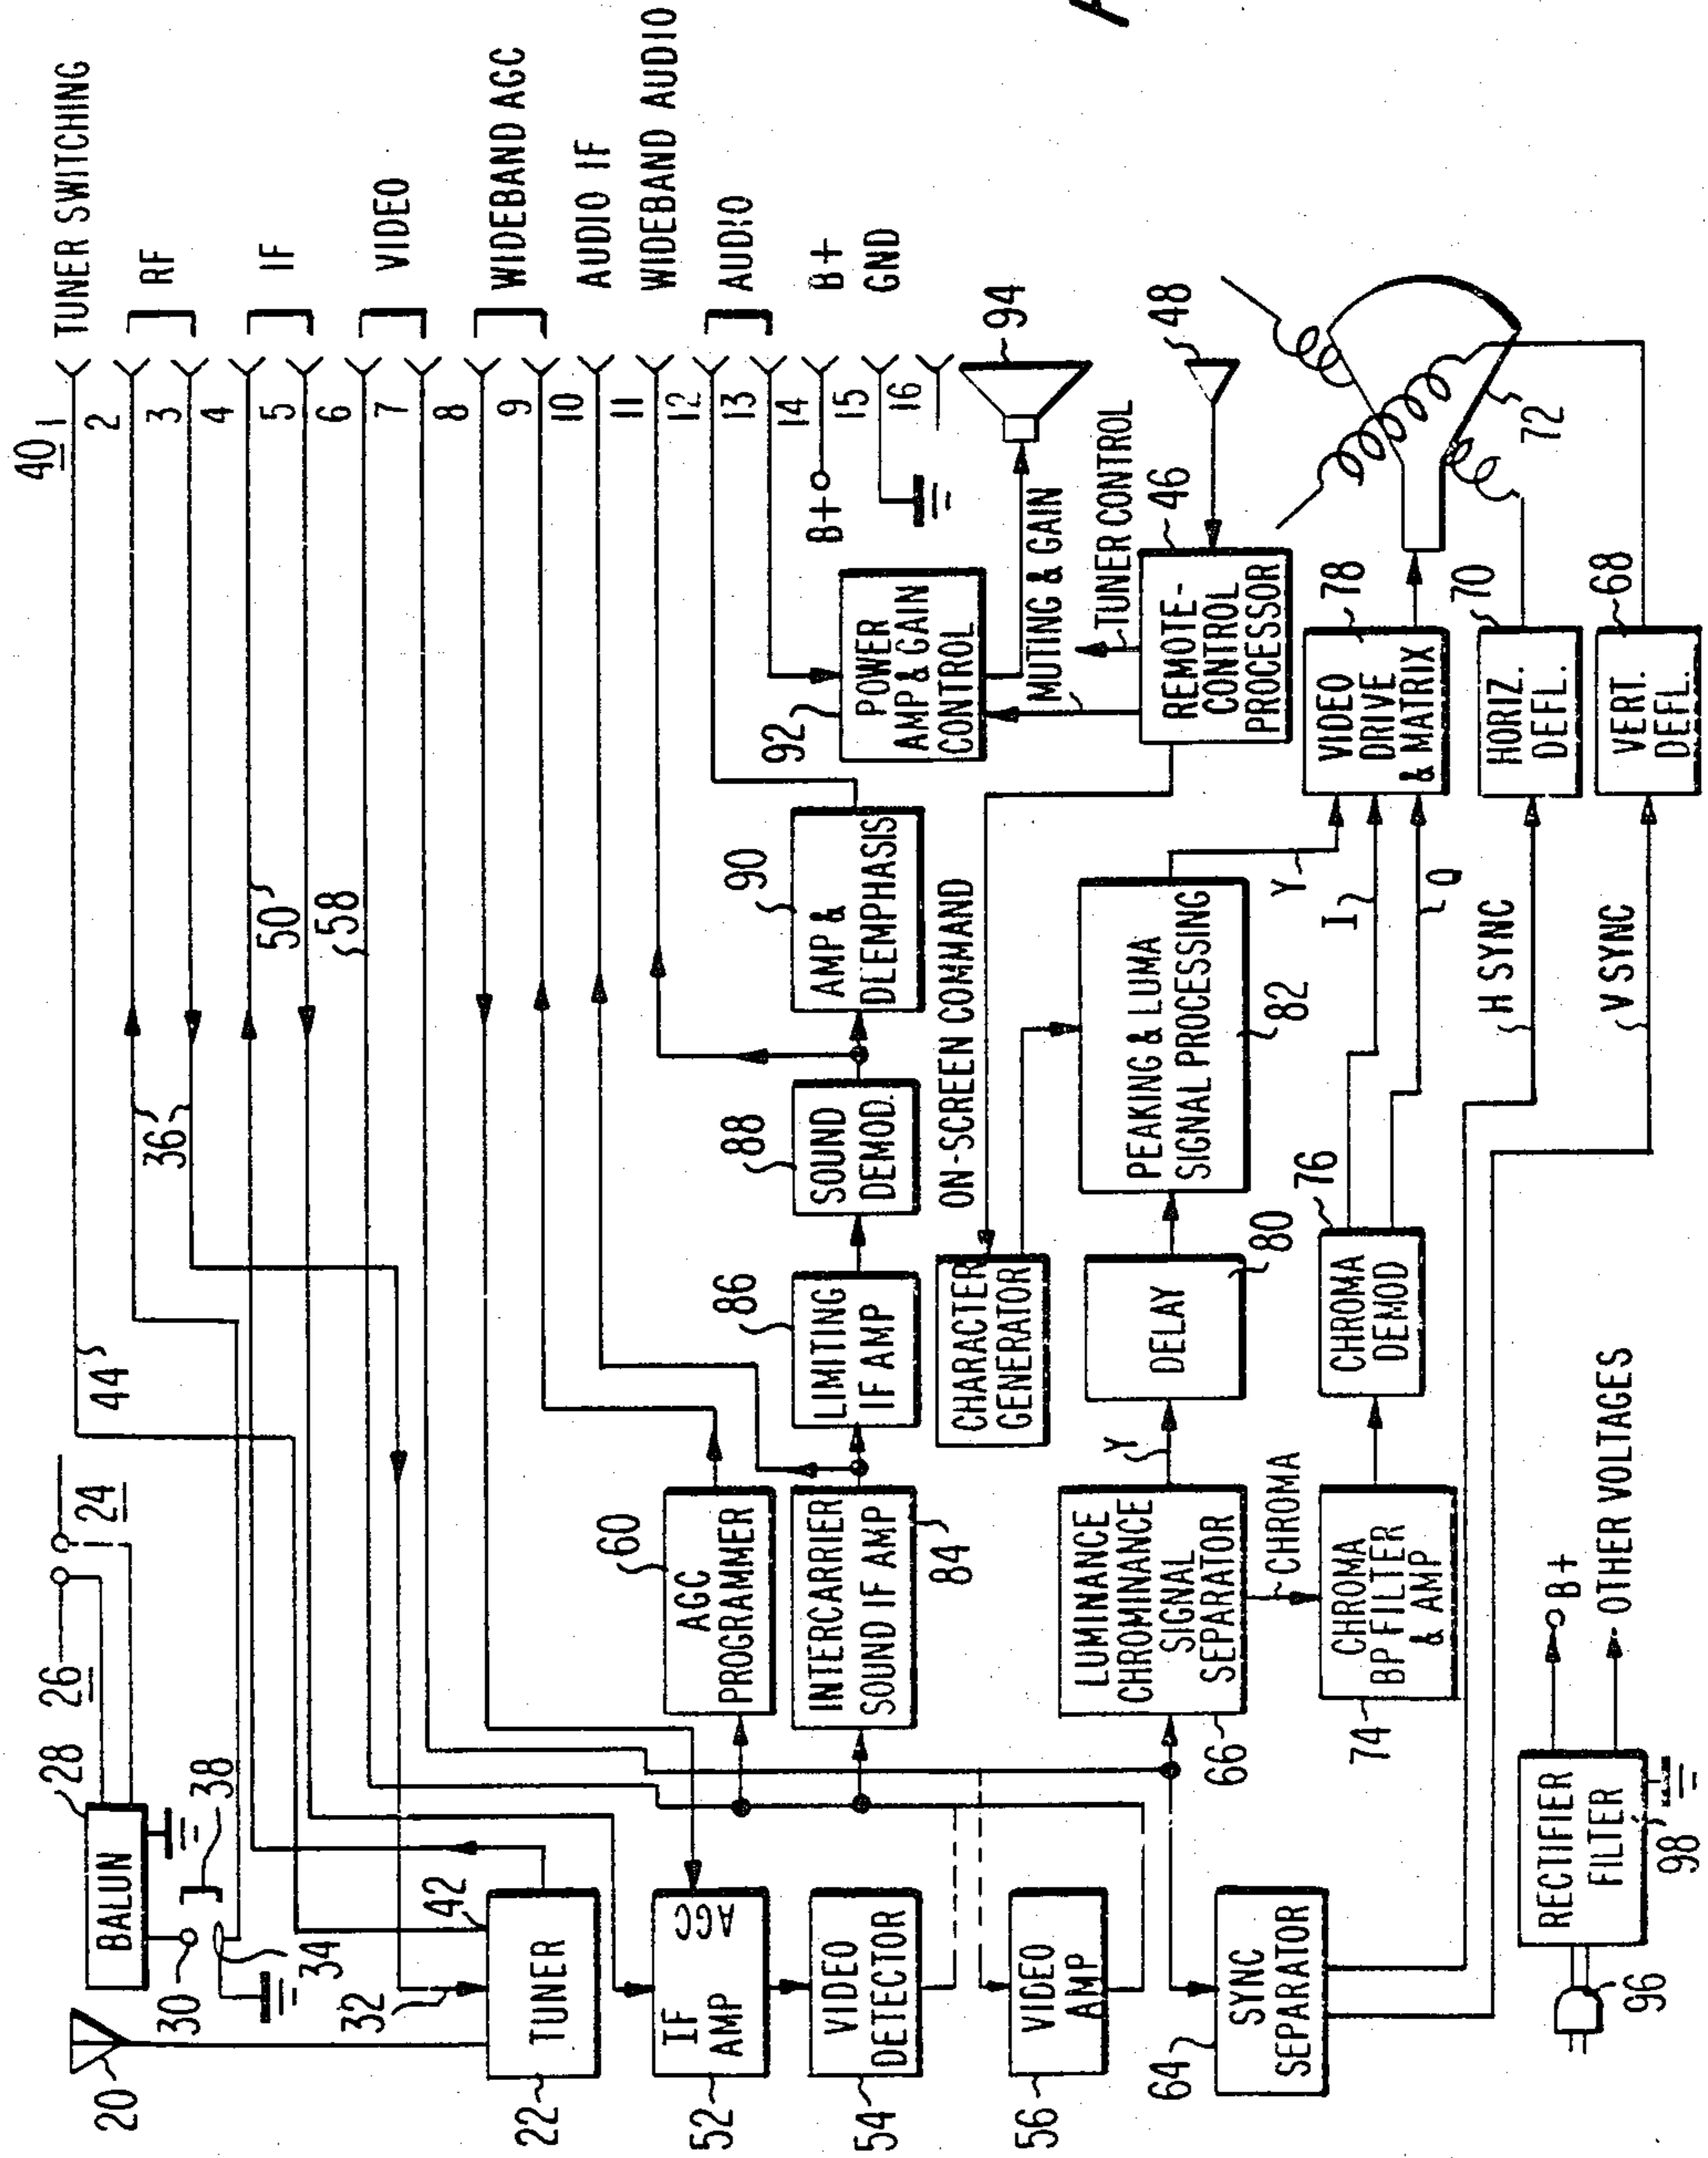 40
1
TUNER SWITCHING
2
3
RF
4
5
IF
6
7
VIDEO
8
9
WIDEBAND AGC
10
AUDIO IF
11
WIDEBAND AUDIO
12
13
AUDIO
14
B+
15
GND
16
44
36
50
58
24
26
28
BALUN
38
30
34
32
42
20
22
TUNER
52
IF
AMP
AGC
54
VIDEO
DETECTOR
56
VIDEO
AMP
64
SYNC
SEPARATOR
60
AGC
PROGRAMMER
INTERCARRIER
SOUND IF AMP
84
86
LIMITING
IF AMP
88
SOUND
DEMOD.
90
AMP &
DLEMPHASIS
92
POWER
AMP & GAIN
CONTROL
B+
94
MUTING & GAIN
TUNER CONTROL
46
REMOTE-
CONTROL
PROCESSOR
48
ON-SCREEN COMMAND
CHARACTER
GENERATOR
LUMINANCE
CHROMINANCE
SIGNAL
SEPARATOR
66
Y
DELAY
80
PEAKING & LUMA
SIGNAL PROCESSING
82
Y
I
Q
CHROMA
CHROMA
BP FILTER
& AMP
74
76
CHROMA
DEMOD
78
VIDEO
DRIVE
& MATRIX
72
H SYNC
70
HORIZ.
DEFL.
V SYNC
68
VERT.
DEFL.
96
RECTIFIER
FILTER
98
B+
OTHER VOLTAGES